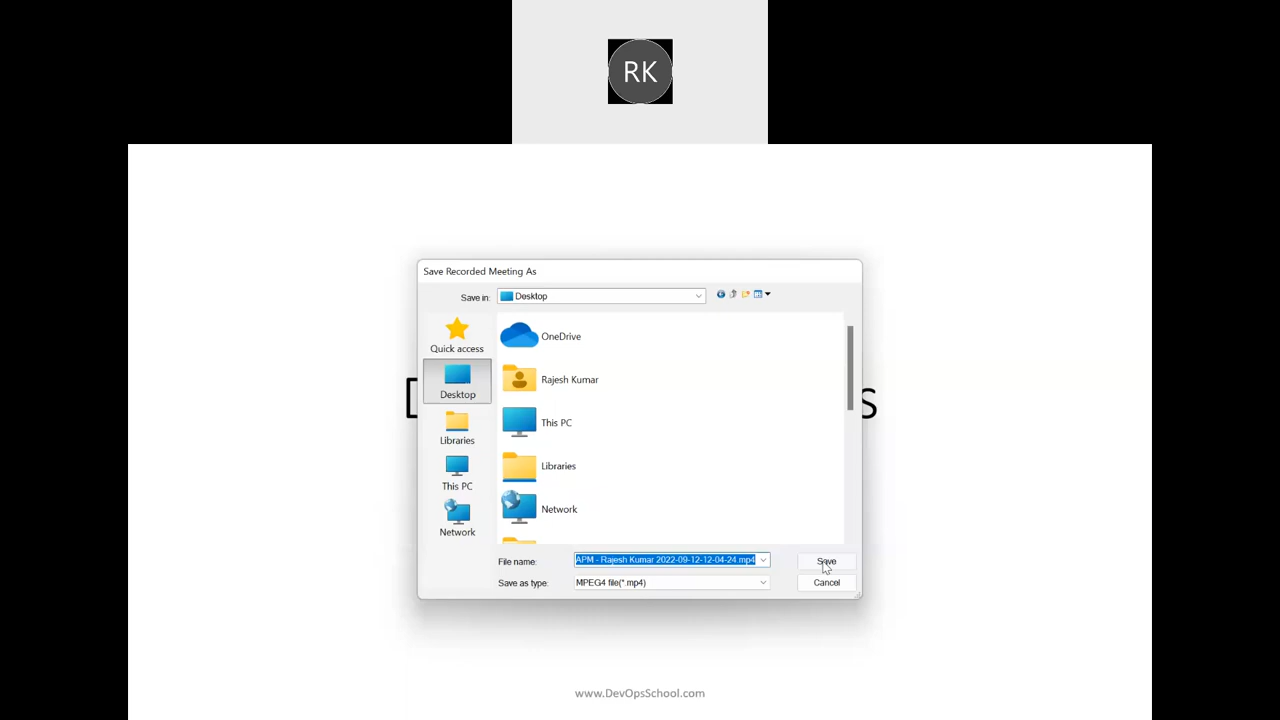 RK
Save Recorded Meeting As
Save in:
Desktop
Quick access
Desktop
Libraries
This PC
Network
OneDrive
Rajesh Kumar
This PC
Libraries
Network
File name:
APM - Rajesh Kumar 2022-09-12-12-04-24.mp4
Save
Save as type:
MPEG4 file(*.mp4)
Cancel
www.DevOpsSchool.com